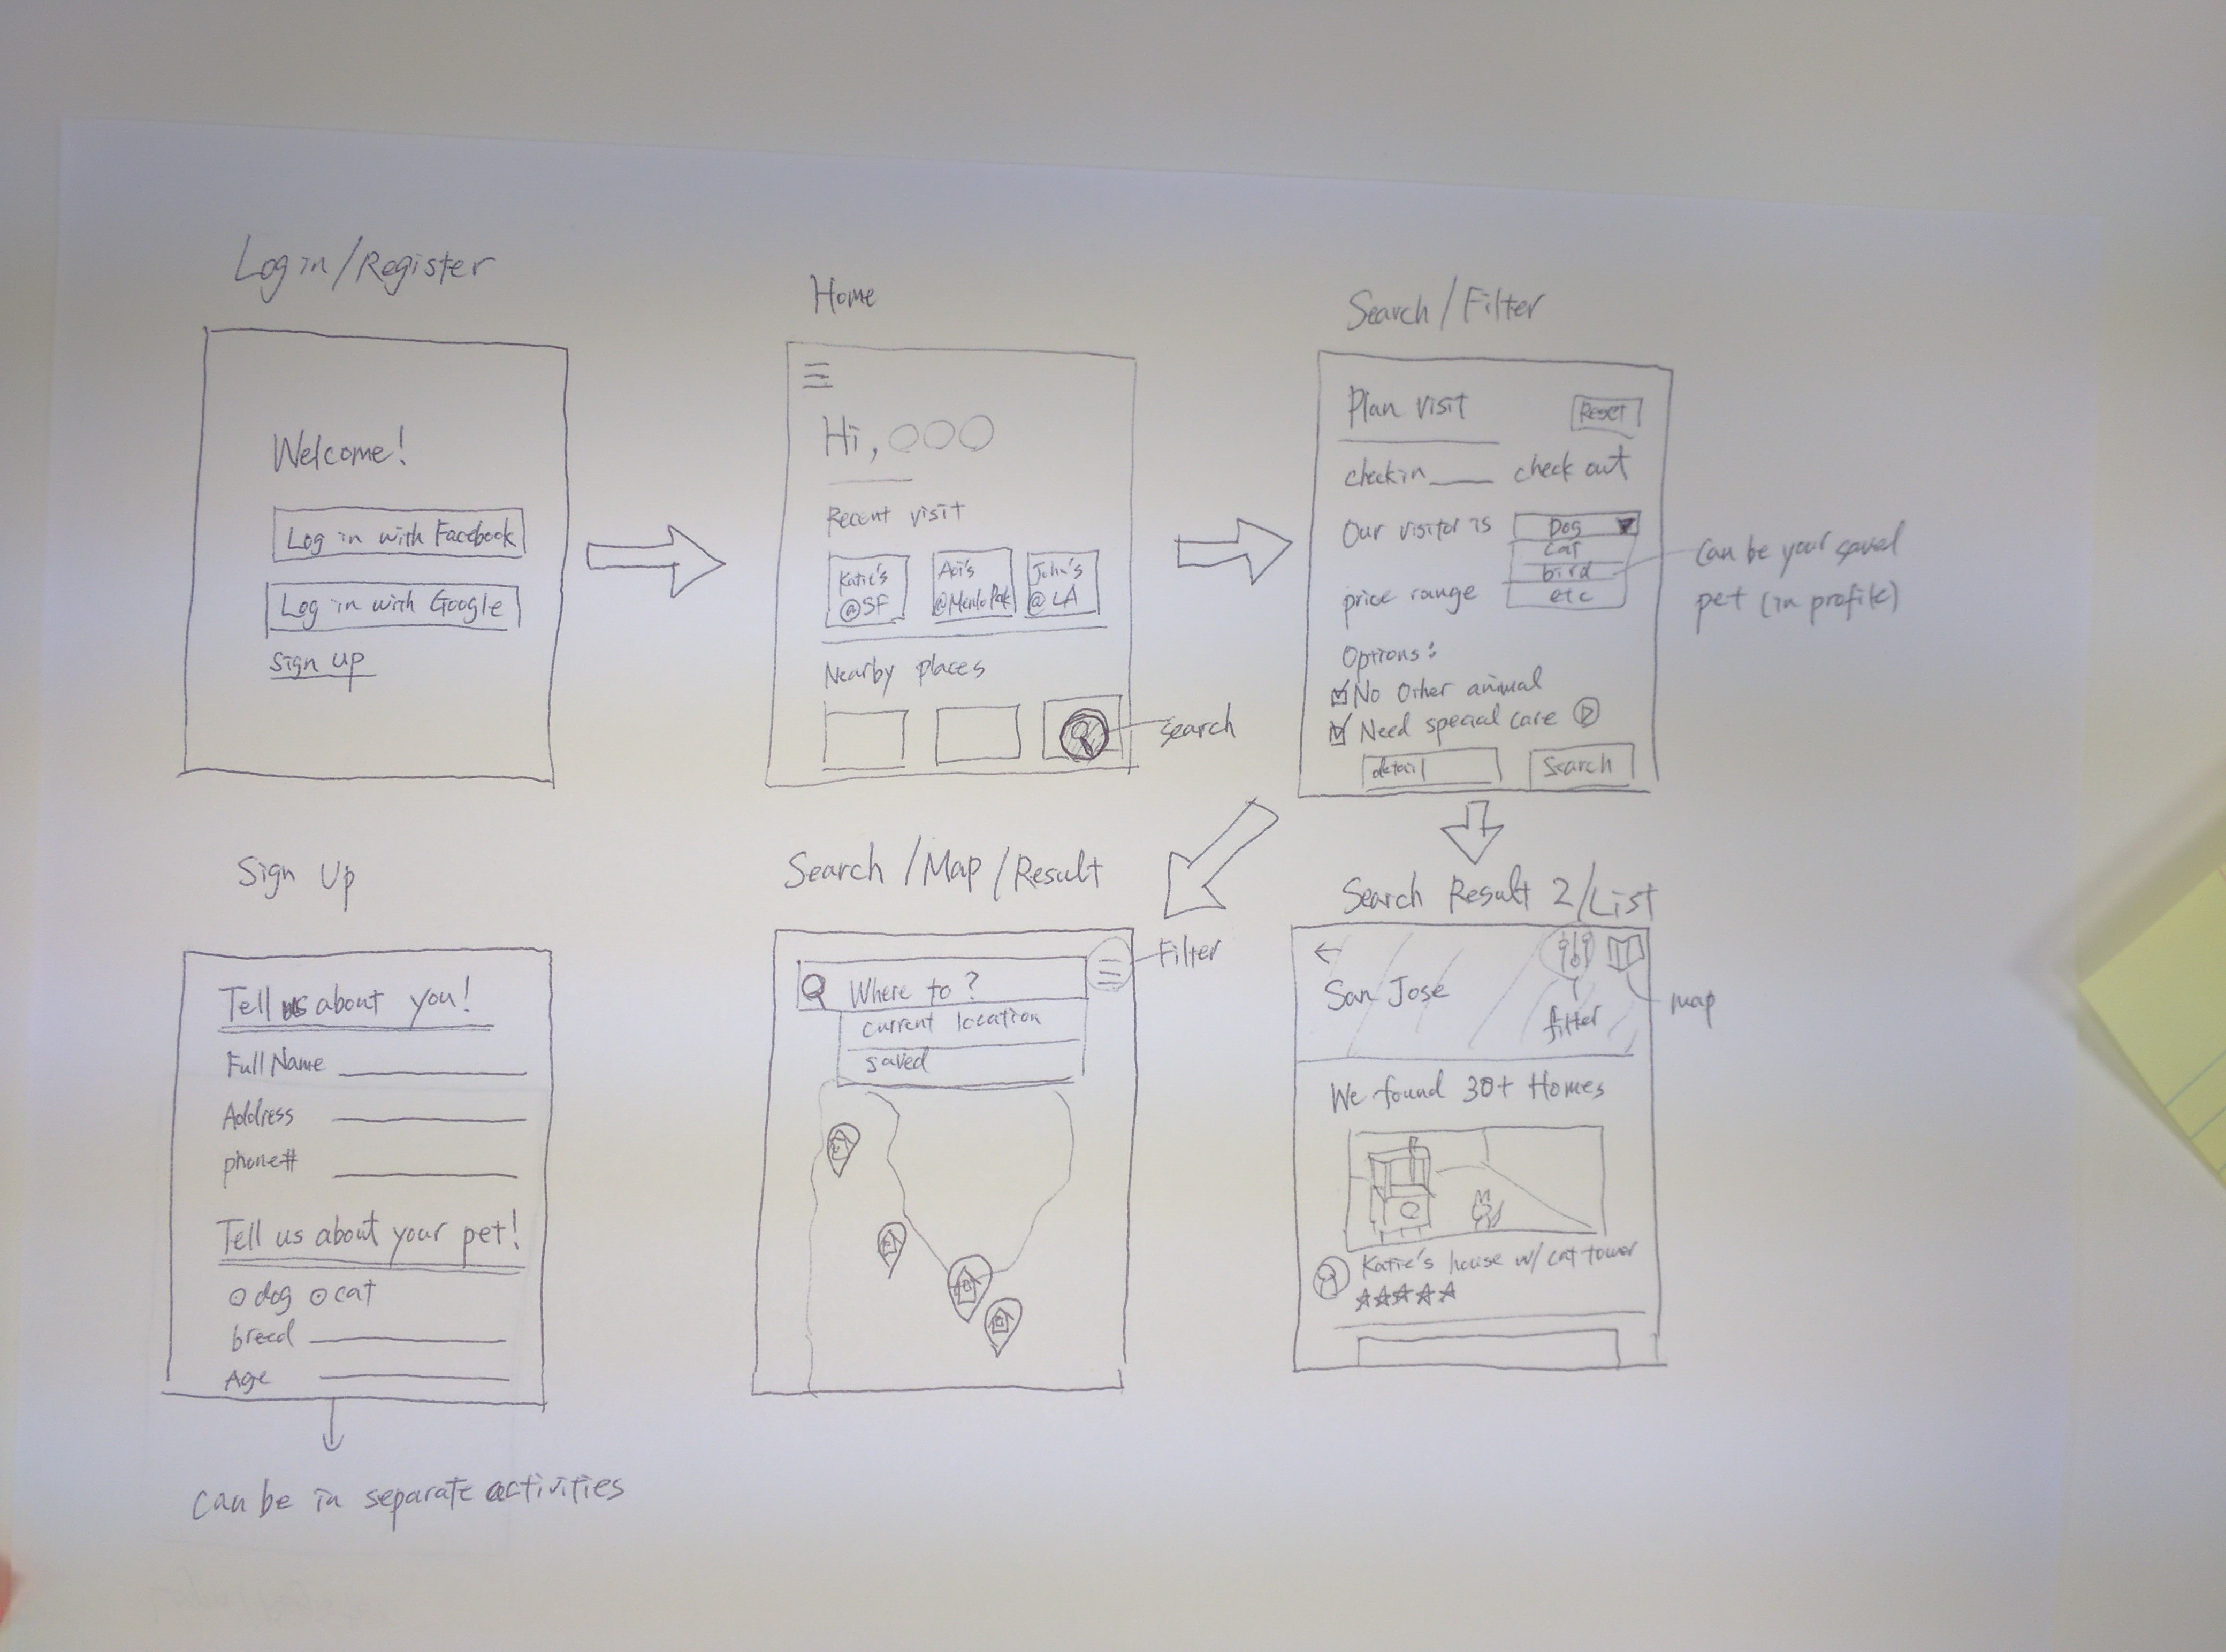 Log in/Register
Welcome!
Log in with Facebook
Log in with Google
sign up
Home
Hi, ○○○
Recent visit
Katie's
@SF
Aoi's
@Menlo Park
John's
@ LA
Nearby places
search
Search/Filter
Plan visit
Reset
checkin____ check out
Our visitor is
Dog
cat
bird
etc
can be your saved
pet (in profile)
price range
Options:
No other animal
Need special care
detail
Search
Sign Up
Tell us about you!
Full Name
Address
phone#
Tell us about your pet!
dog cat
breed
Age
can be in separate activities
Search/Map/Result
Filter
Where to?
current location
saved
Search Result 2/List
San Jose
filter
map
We found 30+ Homes
Katie's house w/ cat tower
☆☆☆☆☆